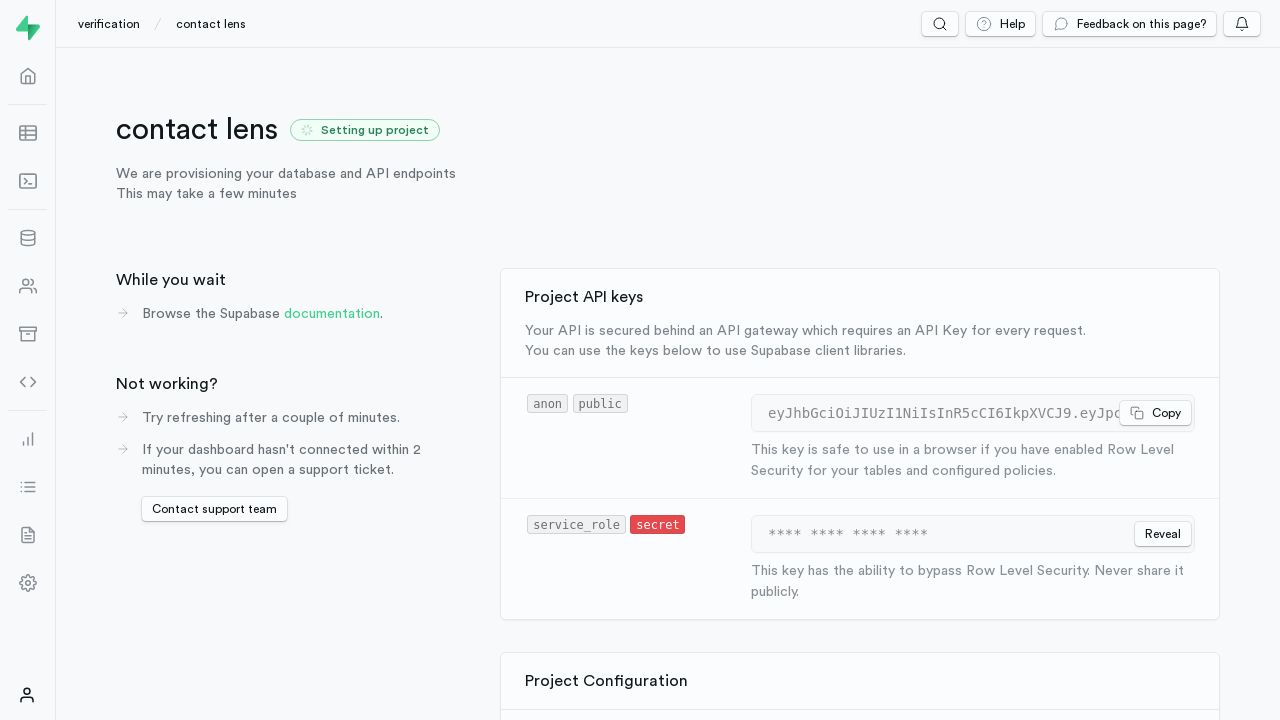 verification / contact lens
Help
Feedback on this page?
contact lens
Setting up project
We are provisioning your database and API endpoints
This may take a few minutes
While you wait
Browse the Supabase documentation.
Not working?
Try refreshing after a couple of minutes.
If your dashboard hasn't connected within 2
minutes, you can open a support ticket.
Contact support team
Project API keys
Your API is secured behind an API gateway which requires an API Key for every request.
You can use the keys below to use Supabase client libraries.
anon public
eyJhbGciOiJIUzI1NiIsInR5cCI6IkpXVCJ9.eyJpc
Copy
This key is safe to use in a browser if you have enabled Row Level
Security for your tables and configured policies.
service_role secret
**** **** **** ****
Reveal
This key has the ability to bypass Row Level Security. Never share it
publicly.
Project Configuration